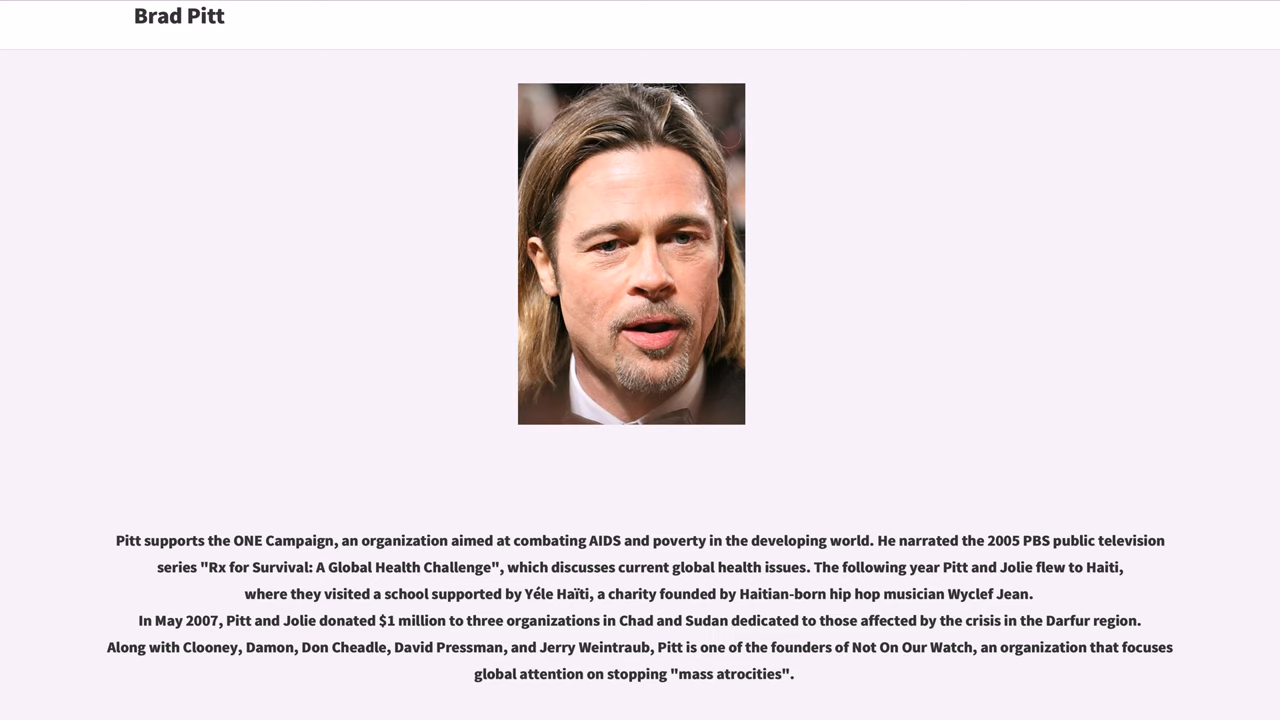 Brad Pitt
Pitt supports the ONE Campaign, an organization aimed at combating AIDS and poverty in the developing world. He narrated the 2005 PBS public television
series "Rx for Survival: A Global Health Challenge", which discusses current global health issues. The following year Pitt and Jolie flew to Haiti,
where they visited a school supported by Yéle Haïti, a charity founded by Haitian-born hip hop musician Wyclef Jean.
In May 2007, Pitt and Jolie donated $1 million to three organizations in Chad and Sudan dedicated to those affected by the crisis in the Darfur region.
Along with Clooney, Damon, Don Cheadle, David Pressman, and Jerry Weintraub, Pitt is one of the founders of Not On Our Watch, an organization that focuses
global attention on stopping "mass atrocities".